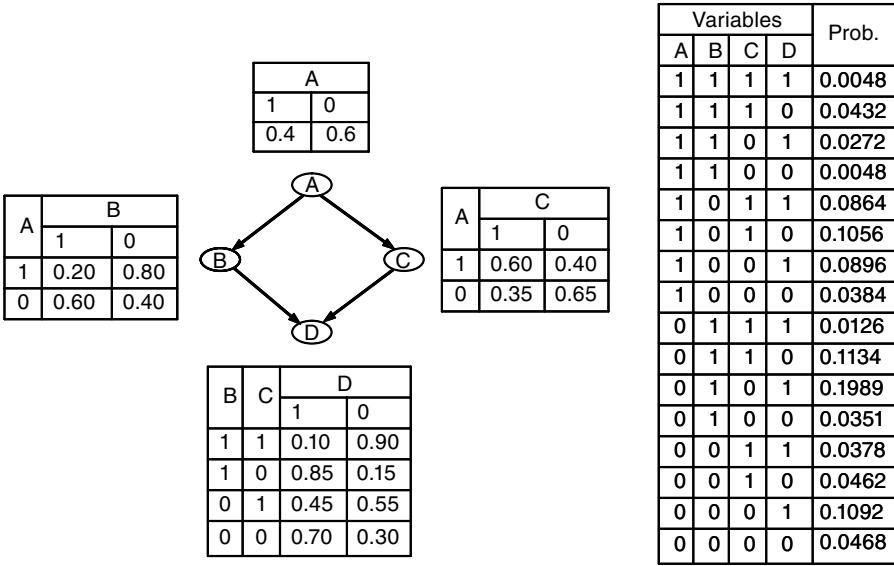 A
1 0
0.4 0.6
A B
1 0
1 0.20 0.80
0 0.60 0.40
A
B
C
D
A C
1 0
1 0.60 0.40
0 0.35 0.65
B C D
1 0
1 1 0.10 0.90
1 0 0.85 0.15
0 1 0.45 0.55
0 0 0.70 0.30
Variables Prob.
A B C D
1 1 1 1 0.0048
1 1 1 0 0.0432
1 1 0 1 0.0272
1 1 0 0 0.0048
1 0 1 1 0.0864
1 0 1 0 0.1056
1 0 0 1 0.0896
1 0 0 0 0.0384
0 1 1 1 0.0126
0 1 1 0 0.1134
0 1 0 1 0.1989
0 1 0 0 0.0351
0 0 1 1 0.0378
0 0 1 0 0.0462
0 0 0 1 0.1092
0 0 0 0 0.0468